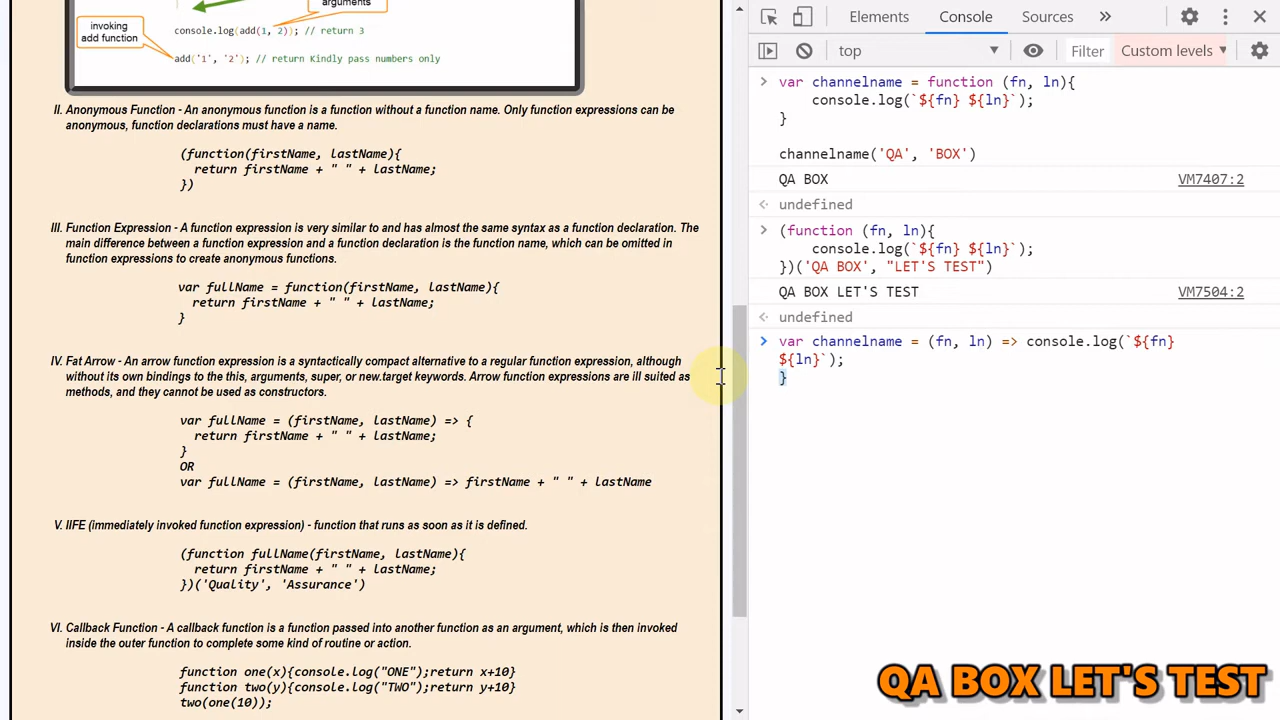 arguments
invoking
add function
console.log(add(1, 2)); // return 3
add('1', '2'); // return Kindly pass numbers only
II. Anonymous Function - An anonymous function is a function without a function name. Only function expressions can be
anonymous, function declarations must have a name.
(function(firstName, lastName){
return firstName + " " + lastName;
})
III. Function Expression - A function expression is very similar to and has almost the same syntax as a function declaration. The
main difference between a function expression and a function declaration is the function name, which can be omitted in
function expressions to create anonymous functions.
var fullName = function(firstName, lastName){
return firstName + " " + lastName;
}
IV. Fat Arrow - An arrow function expression is a syntactically compact alternative to a regular function expression, although
without its own bindings to the this, arguments, super, or new.target keywords. Arrow function expressions are ill suited as
methods, and they cannot be used as constructors.
var fullName = (firstName, lastName) => {
return firstName + " " + lastName;
}
OR
var fullName = (firstName, lastName) => firstName + " " + lastName
V. IIFE (immediately invoked function expression) - function that runs as soon as it is defined.
(function fullName(firstName, lastName){
return firstName + " " + lastName;
})('Quality', 'Assurance')
VI. Callback Function - A callback function is a function passed into another function as an argument, which is then invoked
inside the outer function to complete some kind of routine or action.
function one(x){console.log("ONE");return x+10}
function two(y){console.log("TWO");return y+10}
two(one(10));
Elements Console Sources
top Filter Custom levels
var channelname = function (fn, ln){
console.log(`${fn} ${ln}`);
}
channelname('QA', 'BOX')
QA BOX VM7407:2
undefined
(function (fn, ln){
console.log(`${fn} ${ln}`);
})('QA BOX', "LET'S TEST")
QA BOX LET'S TEST VM7504:2
undefined
var channelname = (fn, ln) => console.log(`${fn}
${ln}`);
}
QA BOX LET'S TEST